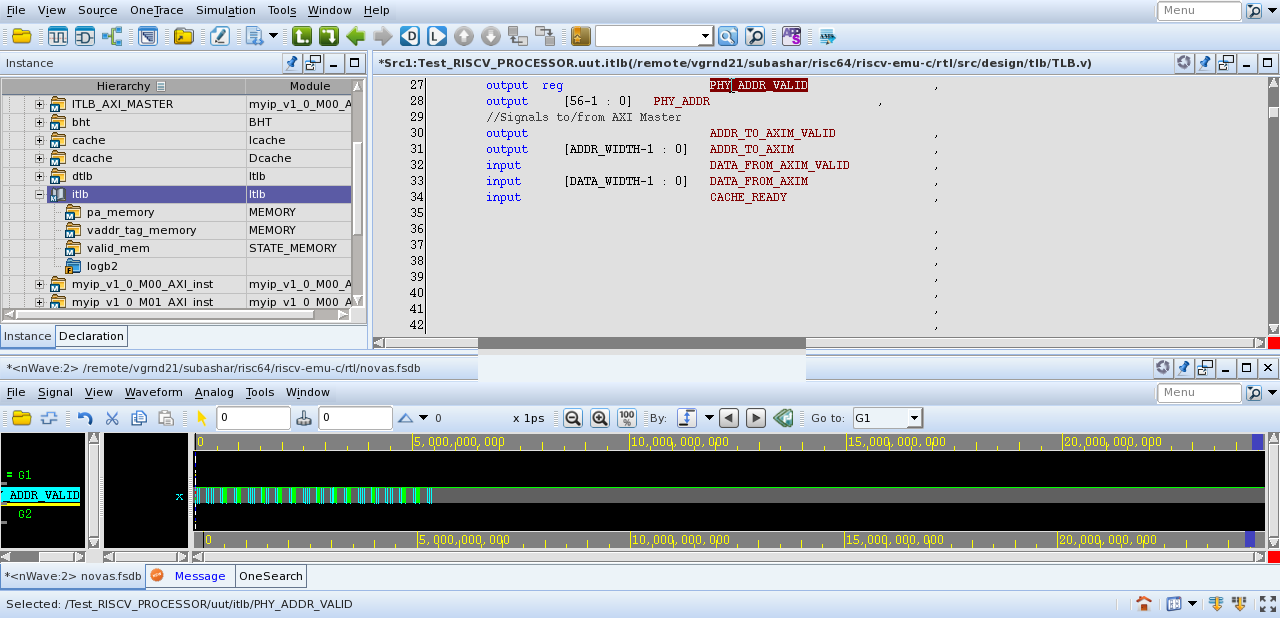 File View Source OneTrace Simulation Tools Window Help Menu
Instance
*Src1:Test_RISCV_PROCESSOR.uut.itlb(/remote/vgrnd21/subashar/risc64/riscv-emu-c/rtl/src/design/tlb/TLB.v)
Hierarchy Module
ITLB_AXI_MASTER myip_v1_0_M00_A
bht BHT
cache Icache
dcache Dcache
dtlb Itlb
itlb Itlb
pa_memory MEMORY
vaddr_tag_memory MEMORY
valid_mem STATE_MEMORY
logb2
myip_v1_0_M00_AXI_inst myip_v1_0_M00_A
myip_v1_0_M01_AXI_inst myip_v1_0_M00_A
Instance Declaration
27 output reg PHY_ADDR_VALID ,
28 output [56-1 : 0] PHY_ADDR ,
29 //Signals to/from AXI Master
30 output ADDR_TO_AXIM_VALID ,
31 output [ADDR_WIDTH-1 : 0] ADDR_TO_AXIM ,
32 input DATA_FROM_AXIM_VALID ,
33 input [DATA_WIDTH-1 : 0] DATA_FROM_AXIM ,
34 input CACHE_READY ,
35
36 ,
37 ,
38 ,
39 ,
40 ,
41 ,
42 ,
*<nWave:2> /remote/vgrnd21/subashar/risc64/riscv-emu-c/rtl/novas.fsdb
File Signal View Waveform Analog Tools Window Menu
0 0 0 x 1ps 100 % By: Go to: G1
0 5,000,000,000 10,000,000,000 15,000,000,000 20,000,000,000
= G1
_ADDR_VALID x
G2
0 5,000,000,000 10,000,000,000 15,000,000,000 20,000,000,000
*<nWave:2> novas.fsdb Message OneSearch
Selected: /Test_RISCV_PROCESSOR/uut/itlb/PHY_ADDR_VALID